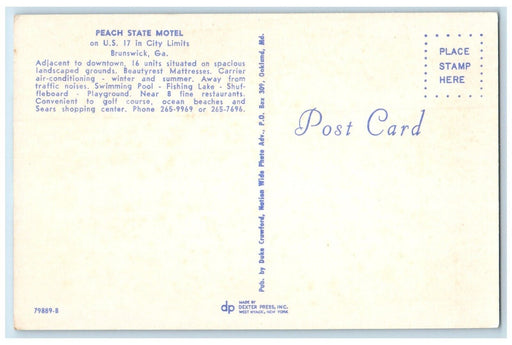 PEACH STATE MOTEL
on U.S. 17 in City Limits
Brunswick, Ga.
Adjacent to downtown, 16 units situated on spacious
landscaped grounds. Beautyrest Mattresses. Carrier
air-conditioning - winter and summer. Away from
traffic noises. Swimming Pool - Fishing Lake - Shuf-
fleboard - Playground. Near 8 fine restaurants.
Convenient to golf course, ocean beaches and
Sears shopping center. Phone 265-9969 or 265-7696.
79889-B
Pub. by Duke Crawford, Nation Wide Photo Adv., P.O. Box 309, Oakland, Md.
dp
MADE BY
DEXTER PRESS, INC.
WEST NYACK, NEW YORK
PLACE
STAMP
HERE
Post Card